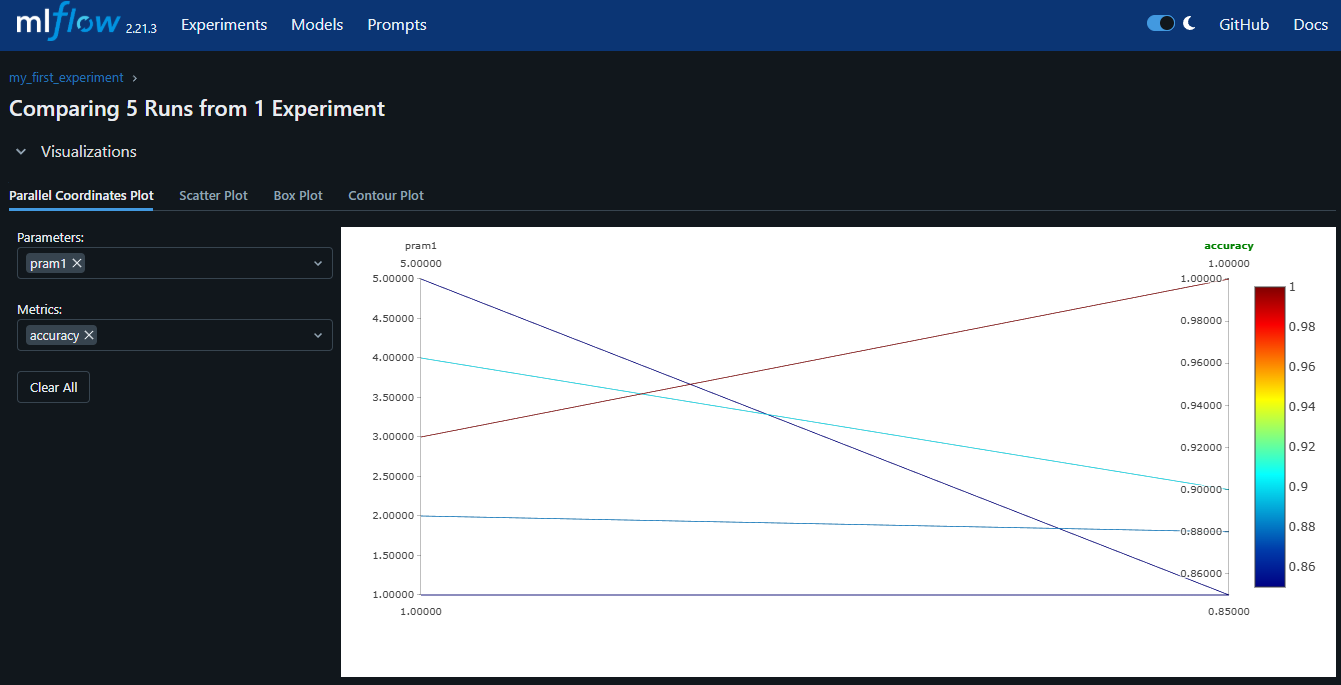 mlflow 2.21.3 Experiments Models Prompts GitHub Docs
my_first_experiment
Comparing 5 Runs from 1 Experiment
Visualizations
Parallel Coordinates Plot Scatter Plot Box Plot Contour Plot
Parameters:
pram1
Metrics:
accuracy
Clear All
pram1
5.00000
5.00000
4.50000
4.00000
3.50000
3.00000
2.50000
2.00000
1.50000
1.00000
1.00000
accuracy
1.00000
1.00000
0.98000
0.96000
0.94000
0.92000
0.90000
0.88000
0.86000
0.85000
1
0.98
0.96
0.94
0.92
0.9
0.88
0.86